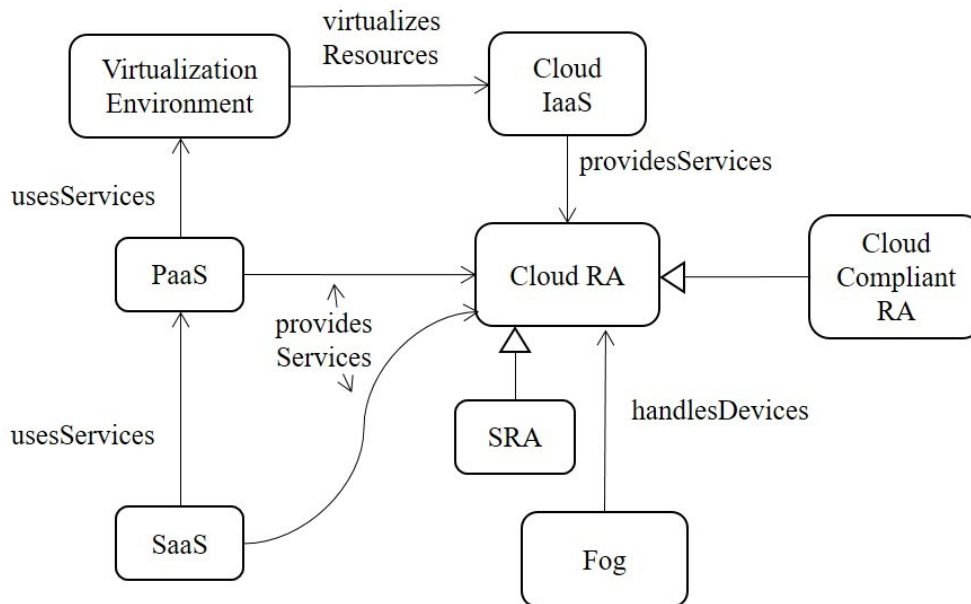 virtualizes
Resources
Virtualization
Environment
Cloud
IaaS
providesServices
usesServices
PaaS
Cloud RA
Cloud
Compliant
RA
provides
Services
usesServices
SRA
handlesDevices
SaaS
Fog